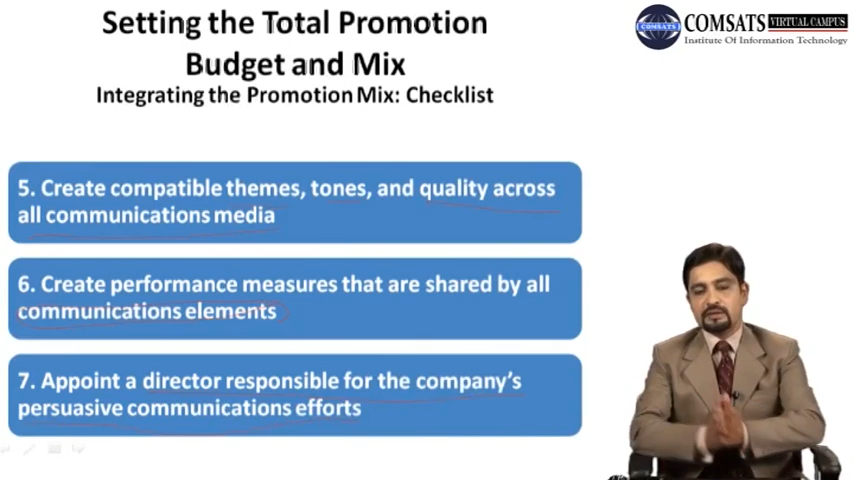 Setting the Total Promotion
Budget and Mix
Integrating the Promotion Mix: Checklist
COMSATS
COMSATS VIRTUAL CAMPUS
Institute Of Information Technology
5. Create compatible themes, tones, and quality across
all communications media
6. Create performance measures that are shared by all
communications elements
7. Appoint a director responsible for the company's
persuasive communications efforts